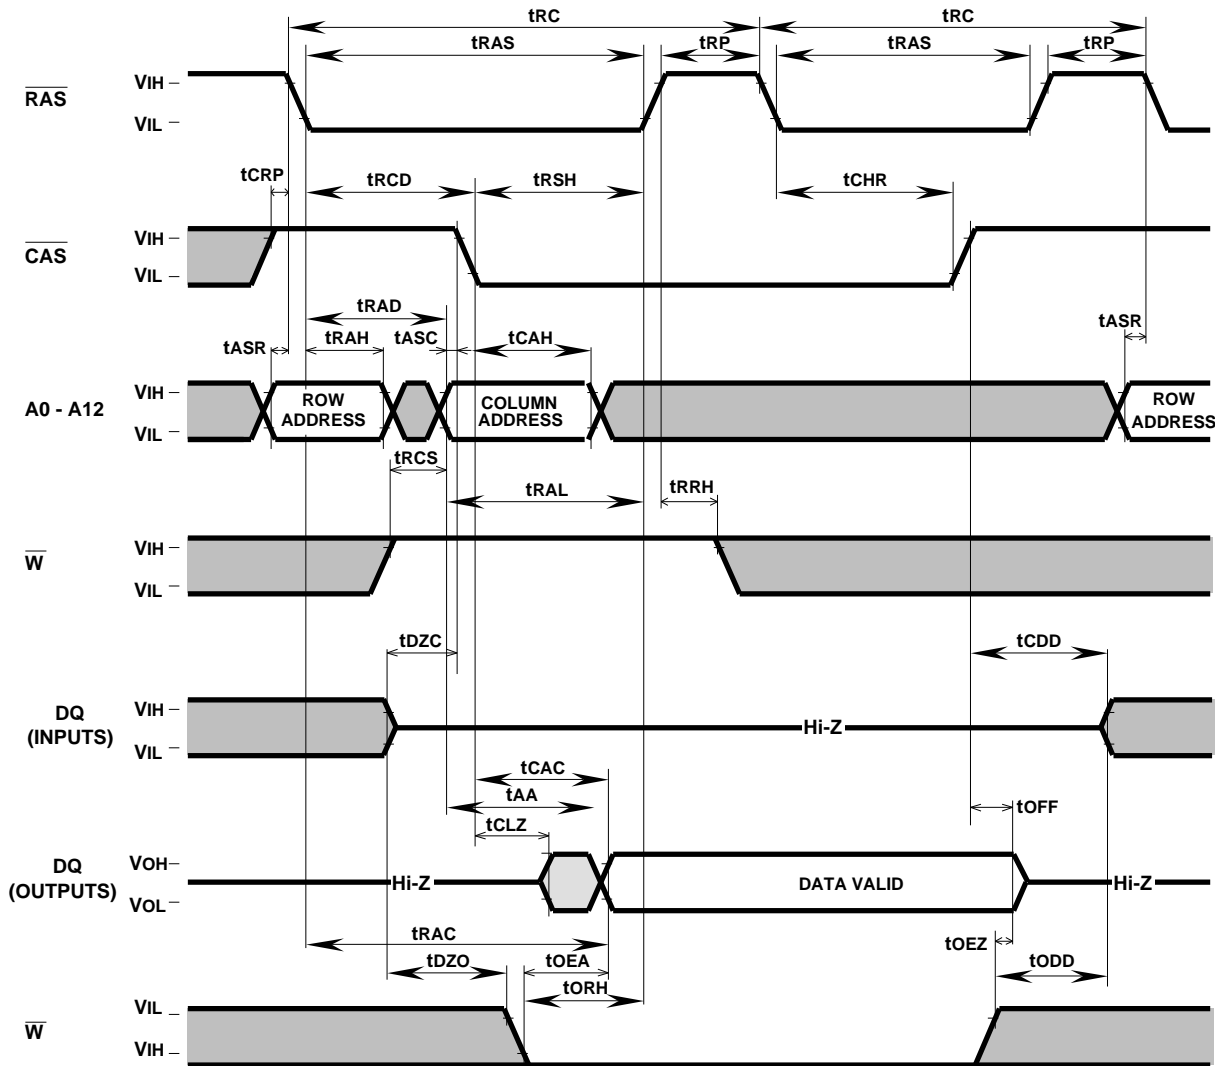 tRC tRC
tRAS tRP tRAS tRP
RAS VIH
VIL
tCRP tRCD tRSH tCHR
CAS VIH
VIL
tRAD
tASR tRAH tASC tCAH tASR
A0 - A12 VIH
VIL
ROW
ADDRESS
COLUMN
ADDRESS
ROW
ADDRESS
tRCS
tRAL tRRH
W VIH
VIL
tDZC tCDD
DQ
(INPUTS)
VIH
VIL
Hi-Z
tCAC
tAA tOFF
tCLZ
DQ
(OUTPUTS)
VOH
VOL
Hi-Z DATA VALID Hi-Z
tRAC tOEZ
tDZO tOEA tODD
tORH
W VIL
VIH